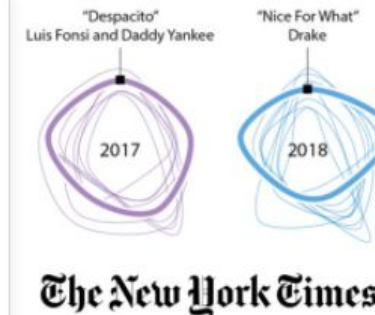 "Despacito"
Luis Fonsi and Daddy Yankee
2017
"Nice For What"
Drake
2018
The New York Times